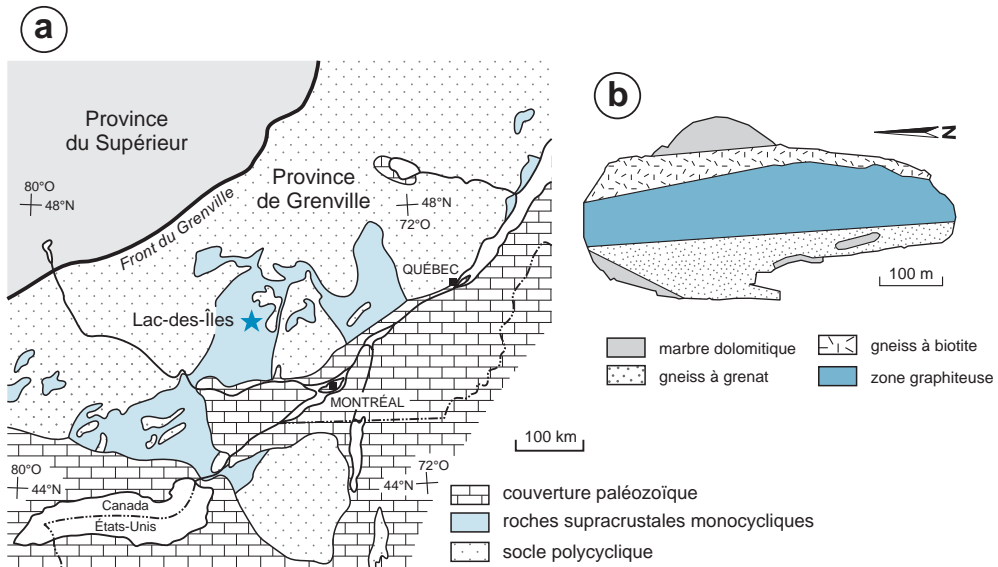 a
Province
du Supérieur
80°O
48°N
Front du Grenville
Province
de Grenville
48°N
72°O
QUÉBEC
Lac-des-Îles
MONTRÉAL
100 km
80°O
44°N
72°O
44°N
Canada
États-Unis
couverture paléozoïque
roches supracrustales monocycliques
socle polycyclique
b
N
100 m
marbre dolomitique
gneiss à biotite
gneiss à grenat
zone graphiteuse